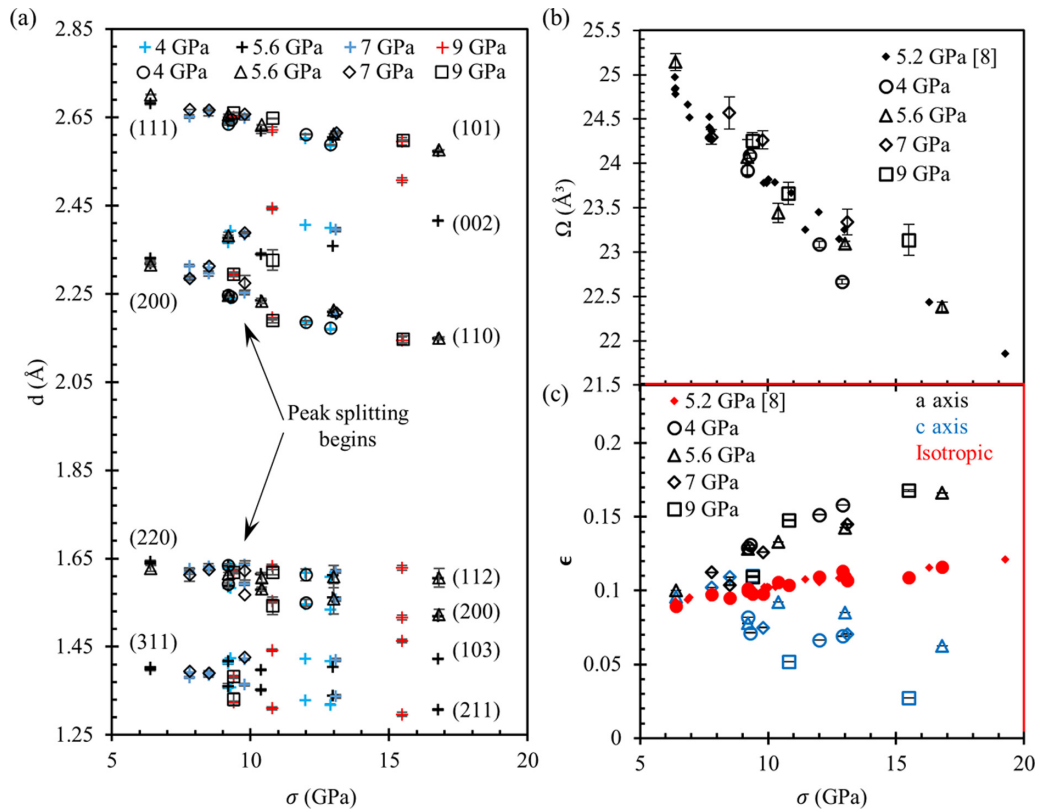 (a)
2.85
4 GPa 5.6 GPa 7 GPa 9 GPa
4 GPa 5.6 GPa 7 GPa 9 GPa
2.65
(111)
(101)
2.45
(002)
2.25
(200)
(110)
d (Å)
2.05
Peak splitting
begins
1.85
(220)
1.65
(112)
(200)
(311)
1.45
(103)
(211)
1.25
5 10 15 20
σ (GPa)
(b)
25.5
5.2 GPa [8]
4 GPa
5.6 GPa
7 GPa
9 GPa
25
24.5
24
Ω (Å³)
23.5
23
22.5
22
21.5
(c)
5.2 GPa [8]
4 GPa
5.6 GPa
7 GPa
9 GPa
a axis
c axis
Isotropic
0.2
0.15
ϵ
0.1
0.05
0
5 10 15 20
σ (GPa)